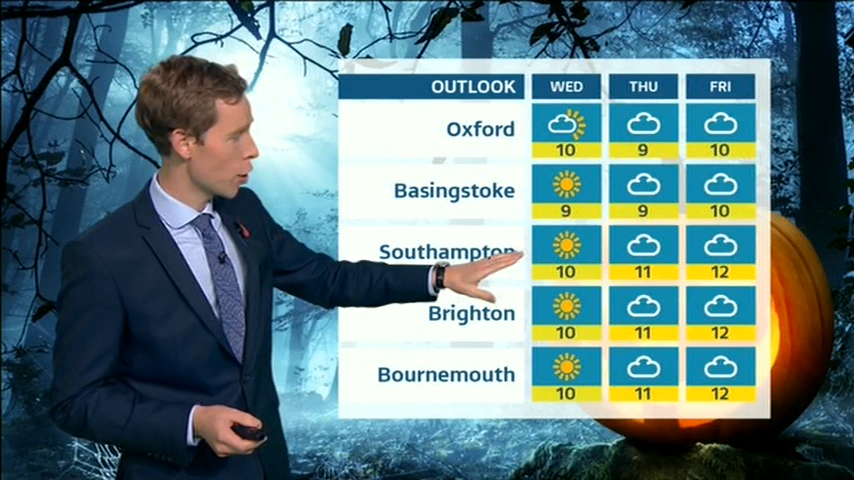 OUTLOOK WED THU FRI
Oxford 10 9 10
Basingstoke 9 9 10
Southampton 10 11 12
Brighton 10 11 12
Bournemouth 10 11 12